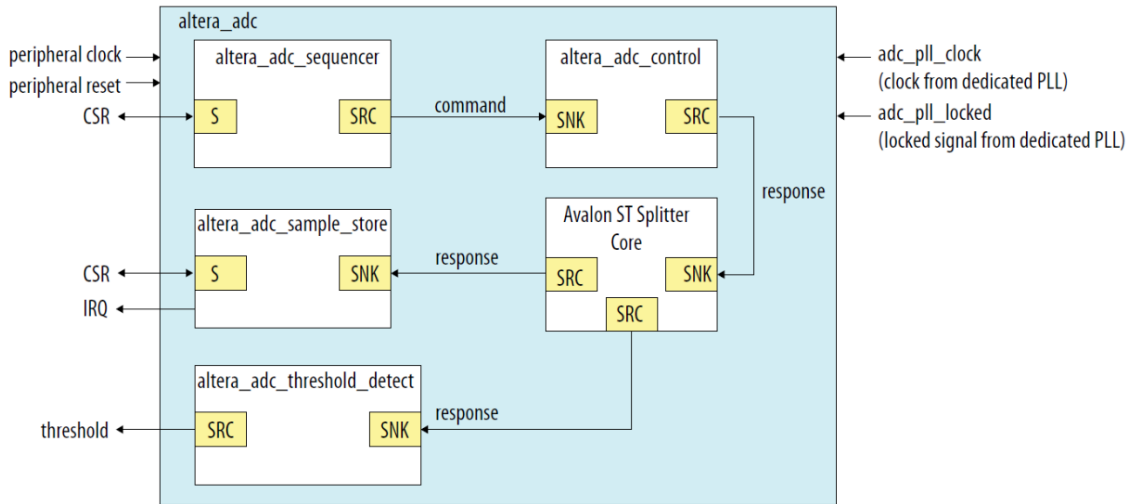 altera_adc
peripheral clock
peripheral reset
CSR
altera_adc_sequencer
S
SRC
command
altera_adc_control
SNK
SRC
adc_pll_clock
(clock from dedicated PLL)
adc_pll_locked
(locked signal from dedicated PLL)
response
altera_adc_sample_store
CSR
S
SNK
IRQ
response
Avalon ST Splitter
Core
SRC
SNK
SRC
altera_adc_threshold_detect
threshold
SRC
SNK
response